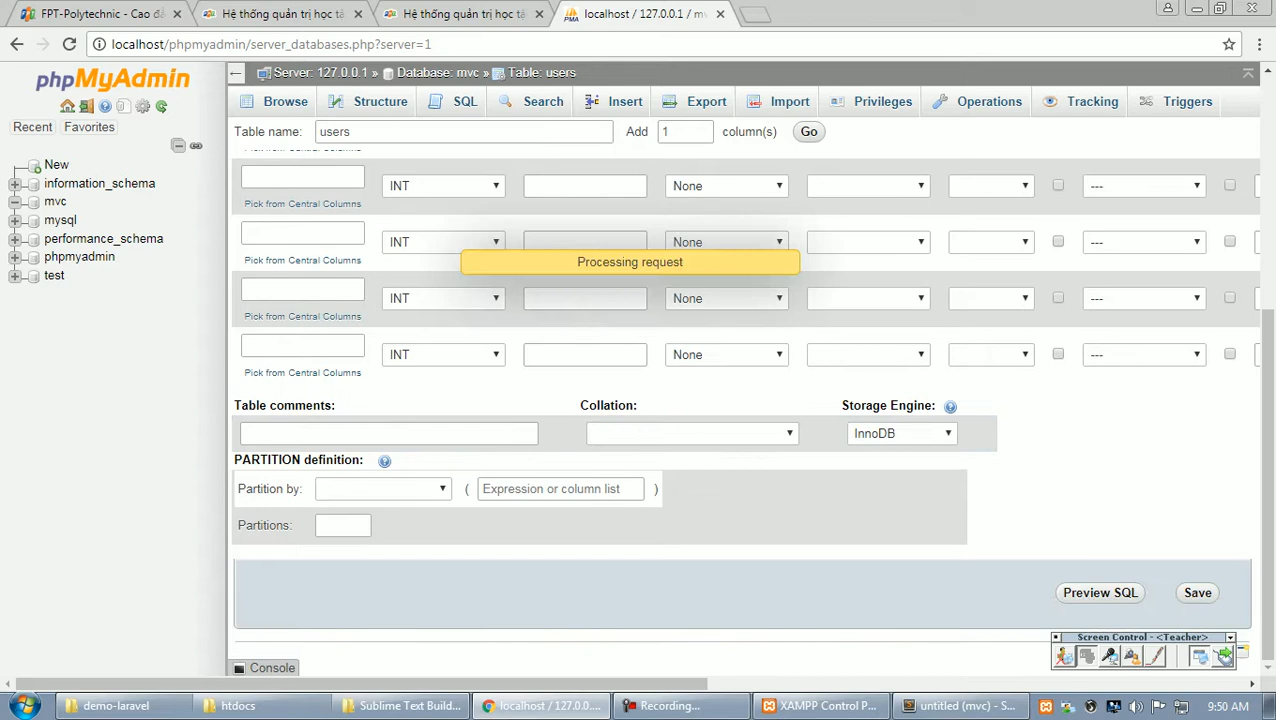 FPT-Polytechnic - Cao đẳ
Hệ thống quản trị học tậ
Hệ thống quản trị học tậ
localhost / 127.0.0.1 / mv
localhost/phpmyadmin/server_databases.php?server=1
phpMyAdmin
Recent Favorites
New
information_schema
mvc
mysql
performance_schema
phpmyadmin
test
Server: 127.0.0.1 » Database: mvc » Table: users
Browse Structure SQL Search Insert Export Import Privileges Operations Tracking Triggers
Table name: users Add 1 column(s) Go
Pick from Central Columns
INT None ---
Pick from Central Columns
INT None ---
Processing request
Pick from Central Columns
INT None ---
Pick from Central Columns
INT None ---
Pick from Central Columns
Table comments: Collation: Storage Engine:
InnoDB
PARTITION definition:
Partition by: ( Expression or column list )
Partitions:
Preview SQL Save
Screen Control - <Teacher>
Console
demo-laravel htdocs Sublime Text Build... localhost / 127.0.0.... Recording... XAMPP Control P... untitled (mvc) - S... 9:50 AM